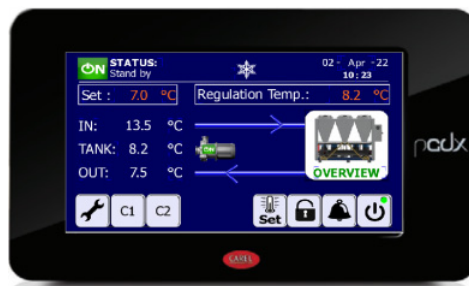 ON STATUS:
Stand by
02 - Apr - 22
10 : 23
Set : 7.0 °C
Regulation Temp.: 8.2 °C
IN: 13.5 °C
TANK: 8.2 °C
ON
OUT: 7.5 °C
OVERVIEW
C1
C2
Set
pGDX
CAREL